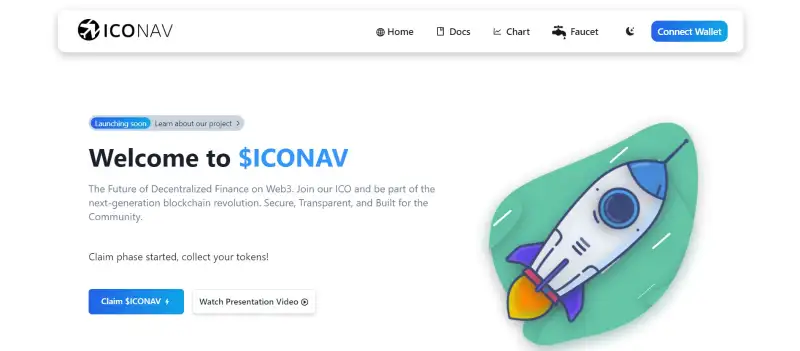 ICONAV Home Docs Chart Faucet Connect Wallet
Launching soon Learn about our project
Welcome to $ICONAV
The Future of Decentralized Finance on Web3. Join our ICO and be part of the
next-generation blockchain revolution. Secure, Transparent, and Built for the
Community.
Claim phase started, collect your tokens!
Claim $ICONAV Watch Presentation Video